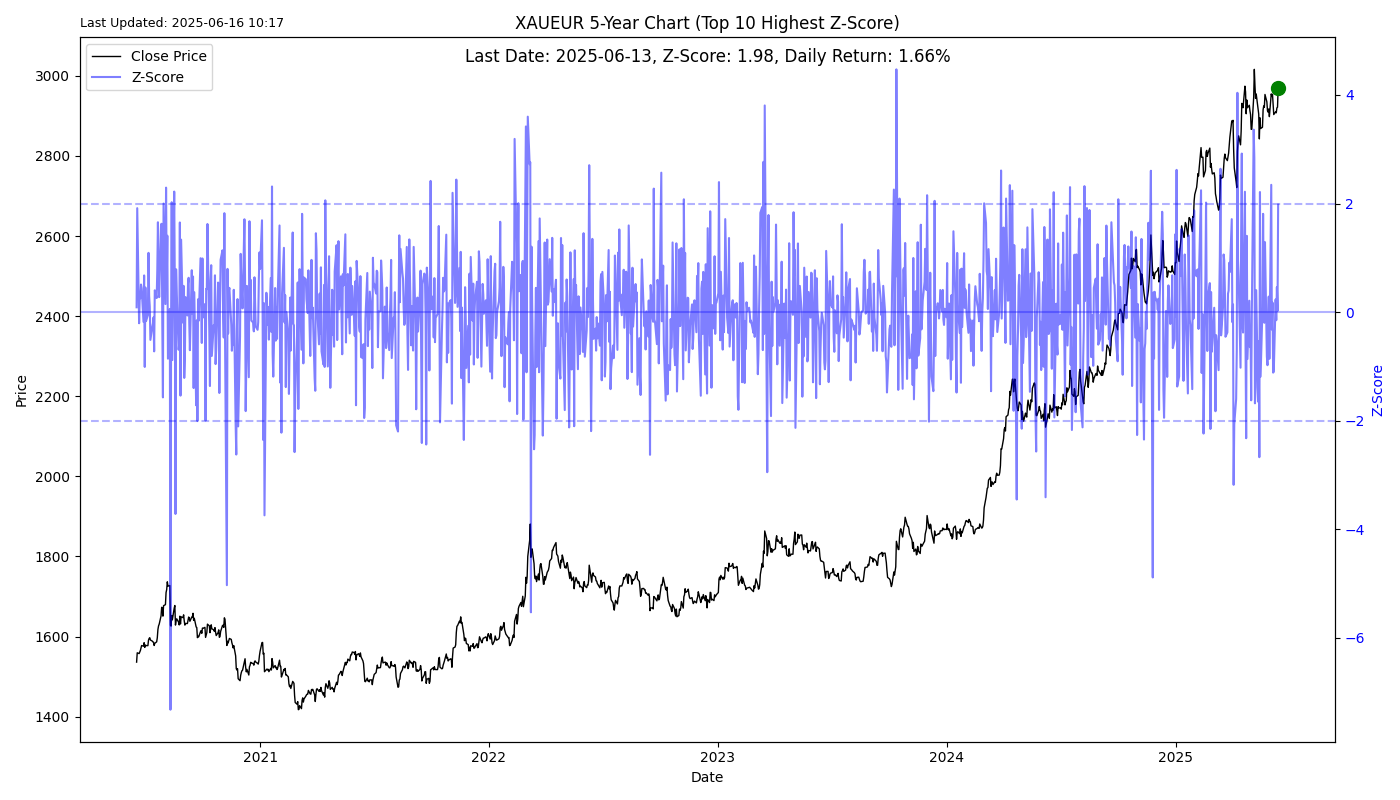 Last Updated: 2025-06-16 10:17
XAUEUR 5-Year Chart (Top 10 Highest Z-Score)
Last Date: 2025-06-13, Z-Score: 1.98, Daily Return: 1.66%
Close Price
Z-Score
3000
2800
2600
2400
2200
2000
1800
1600
1400
Price
4
2
0
−2
−4
−6
Z-Score
2021
2022
2023
2024
2025
Date